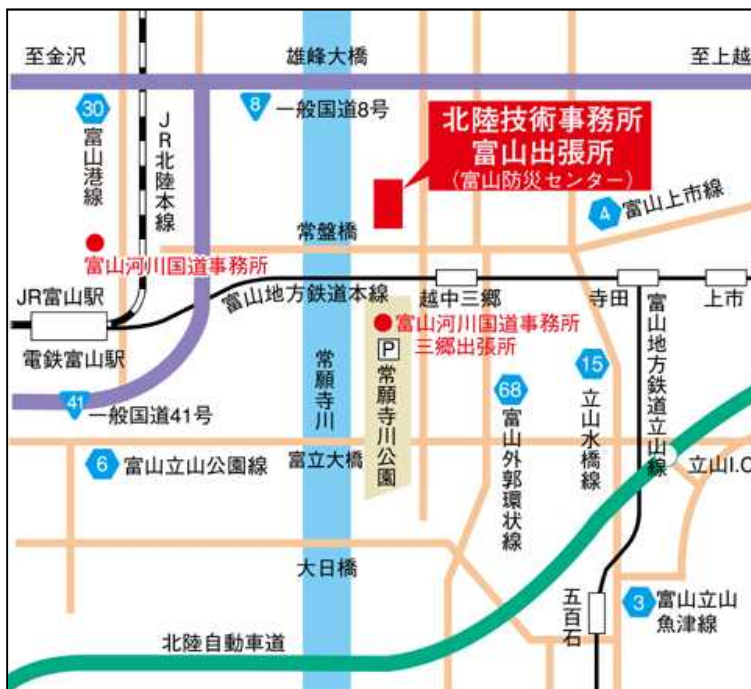 至金沢
雄峰大橋
至上越
30
富山港線
JR北陸本線
8
一般国道8号
北陸技術事務所
富山出張所
(富山防災センター)
4
富山上市線
常盤橋
富山河川国道事務所
JR富山駅
電鉄富山駅
富山地方鉄道本線
越中三郷
寺田
上市
富山河川国道事務所
三郷出張所
P
常願寺川公園
常願寺川
41
一般国道41号
68
富山外郭環状線
15
立山水橋線
富山地方鉄道立山線
6
富山立山公園線
富立大橋
立山I.C
大日橋
五百石
3
富山立山
魚津線
北陸自動車道